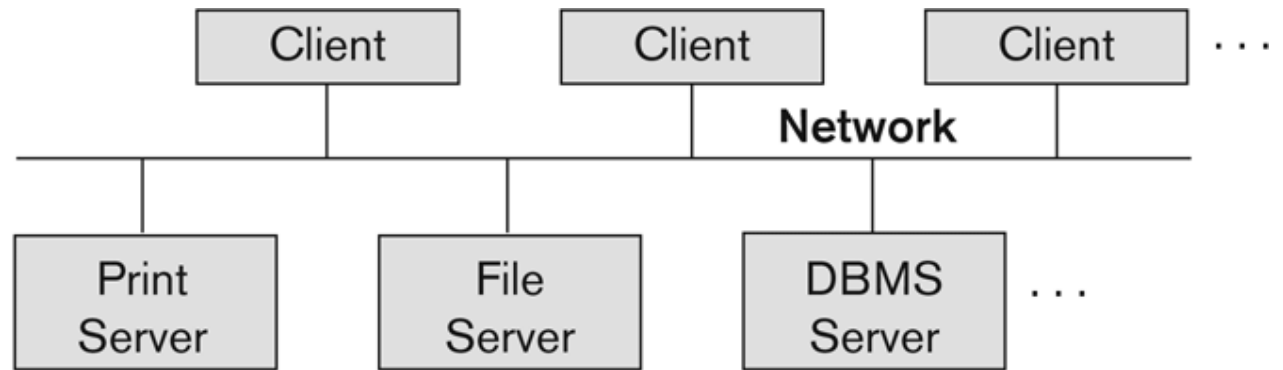 Client Client Client ...
Network
Print File DBMS ...
Server Server Server